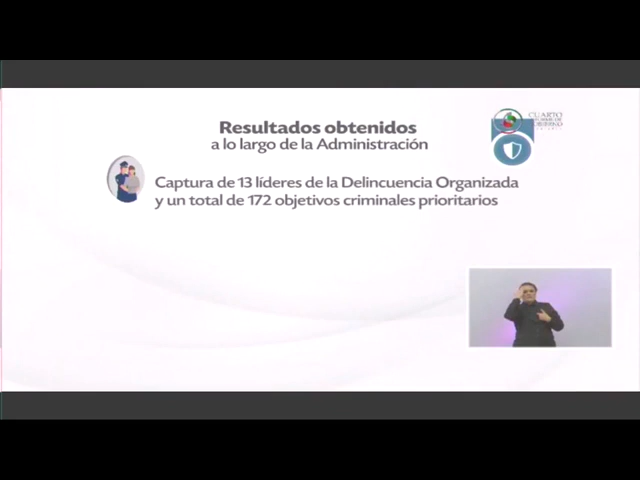 Resultados obtenidos
a lo largo de la Administración
CUARTO
Captura de 13 líderes de la Delincuencia Organizada
y un total de 172 objetivos criminales prioritarios